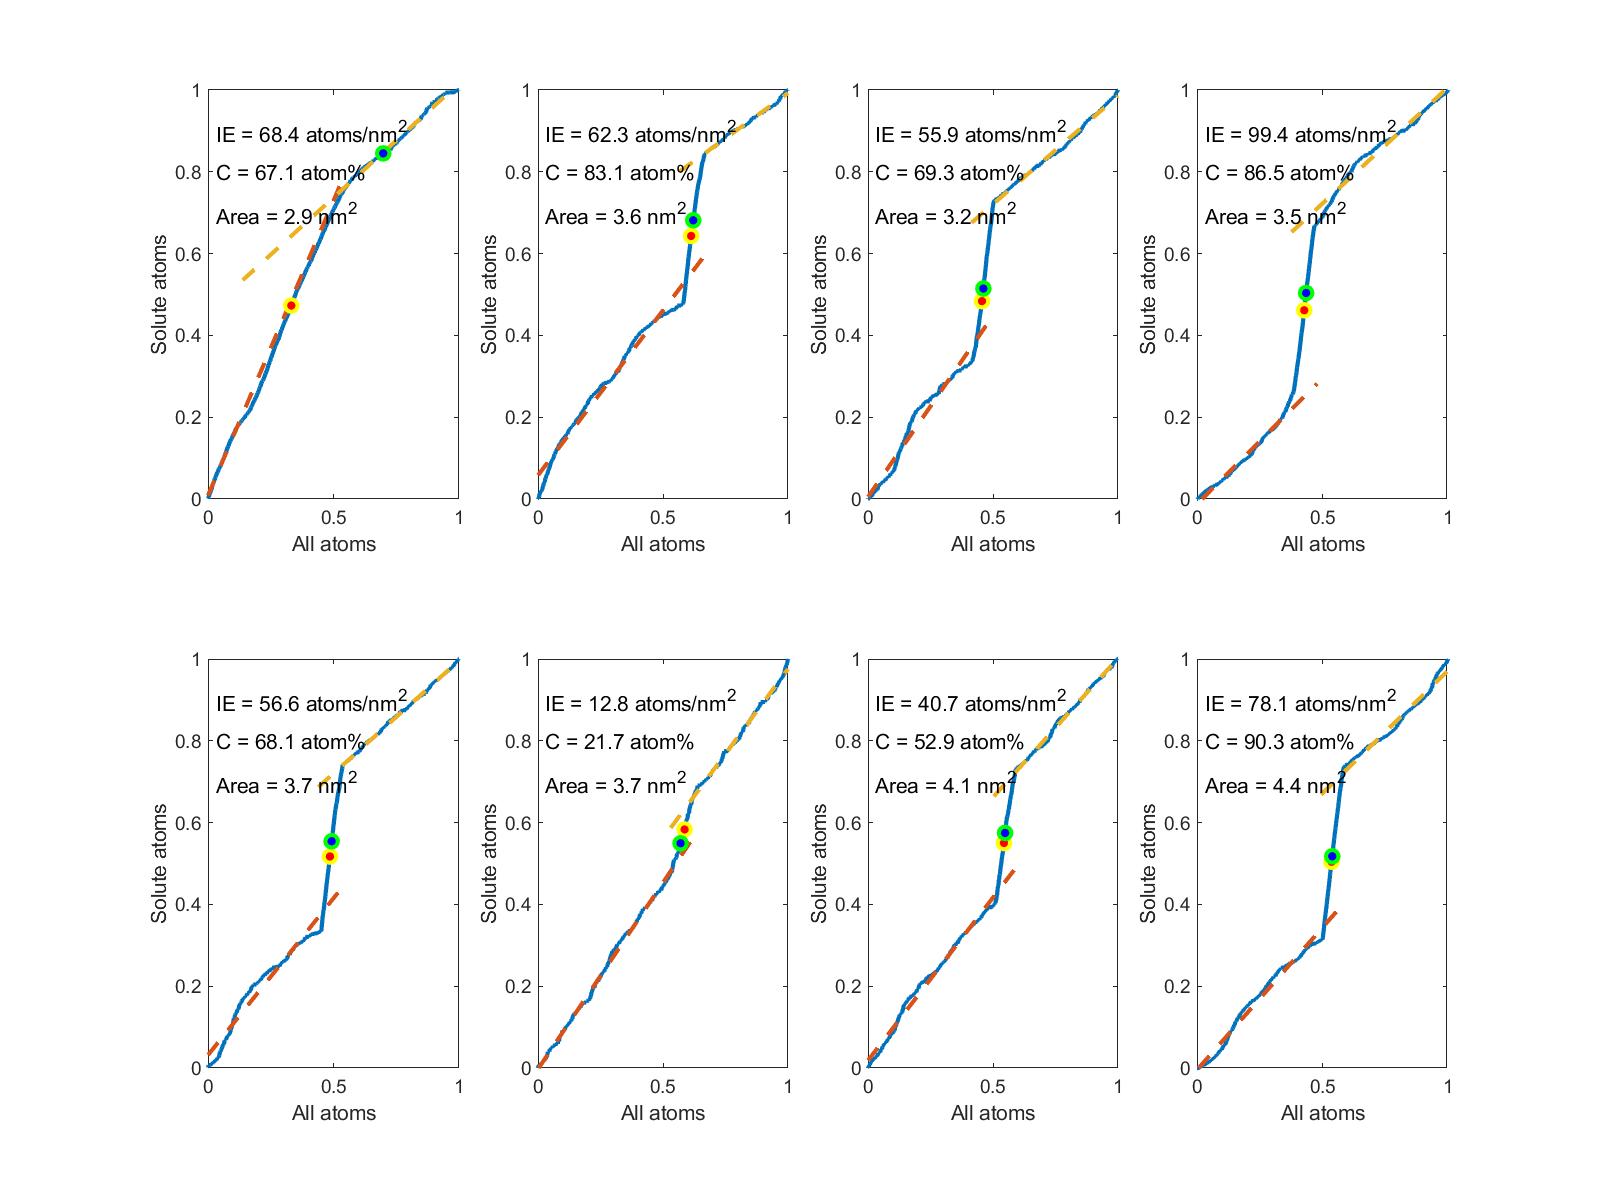 IE = 68.4 atoms/nm²
C = 67.1 atom%
Area = 2.9 nm²
1
0.8
0.6
0.4
0.2
0
0 0.5 1
Solute atoms
All atoms
IE = 62.3 atoms/nm²
C = 83.1 atom%
Area = 3.6 nm²
1
0.8
0.6
0.4
0.2
0
0 0.5 1
Solute atoms
All atoms
IE = 55.9 atoms/nm²
C = 69.3 atom%
Area = 3.2 nm²
1
0.8
0.6
0.4
0.2
0
0 0.5 1
Solute atoms
All atoms
IE = 99.4 atoms/nm²
C = 86.5 atom%
Area = 3.5 nm²
1
0.8
0.6
0.4
0.2
0
0 0.5 1
Solute atoms
All atoms
IE = 56.6 atoms/nm²
C = 68.1 atom%
Area = 3.7 nm²
1
0.8
0.6
0.4
0.2
0
0 0.5 1
Solute atoms
All atoms
IE = 12.8 atoms/nm²
C = 21.7 atom%
Area = 3.7 nm²
1
0.8
0.6
0.4
0.2
0
0 0.5 1
Solute atoms
All atoms
IE = 40.7 atoms/nm²
C = 52.9 atom%
Area = 4.1 nm²
1
0.8
0.6
0.4
0.2
0
0 0.5 1
Solute atoms
All atoms
IE = 78.1 atoms/nm²
C = 90.3 atom%
Area = 4.4 nm²
1
0.8
0.6
0.4
0.2
0
0 0.5 1
Solute atoms
All atoms